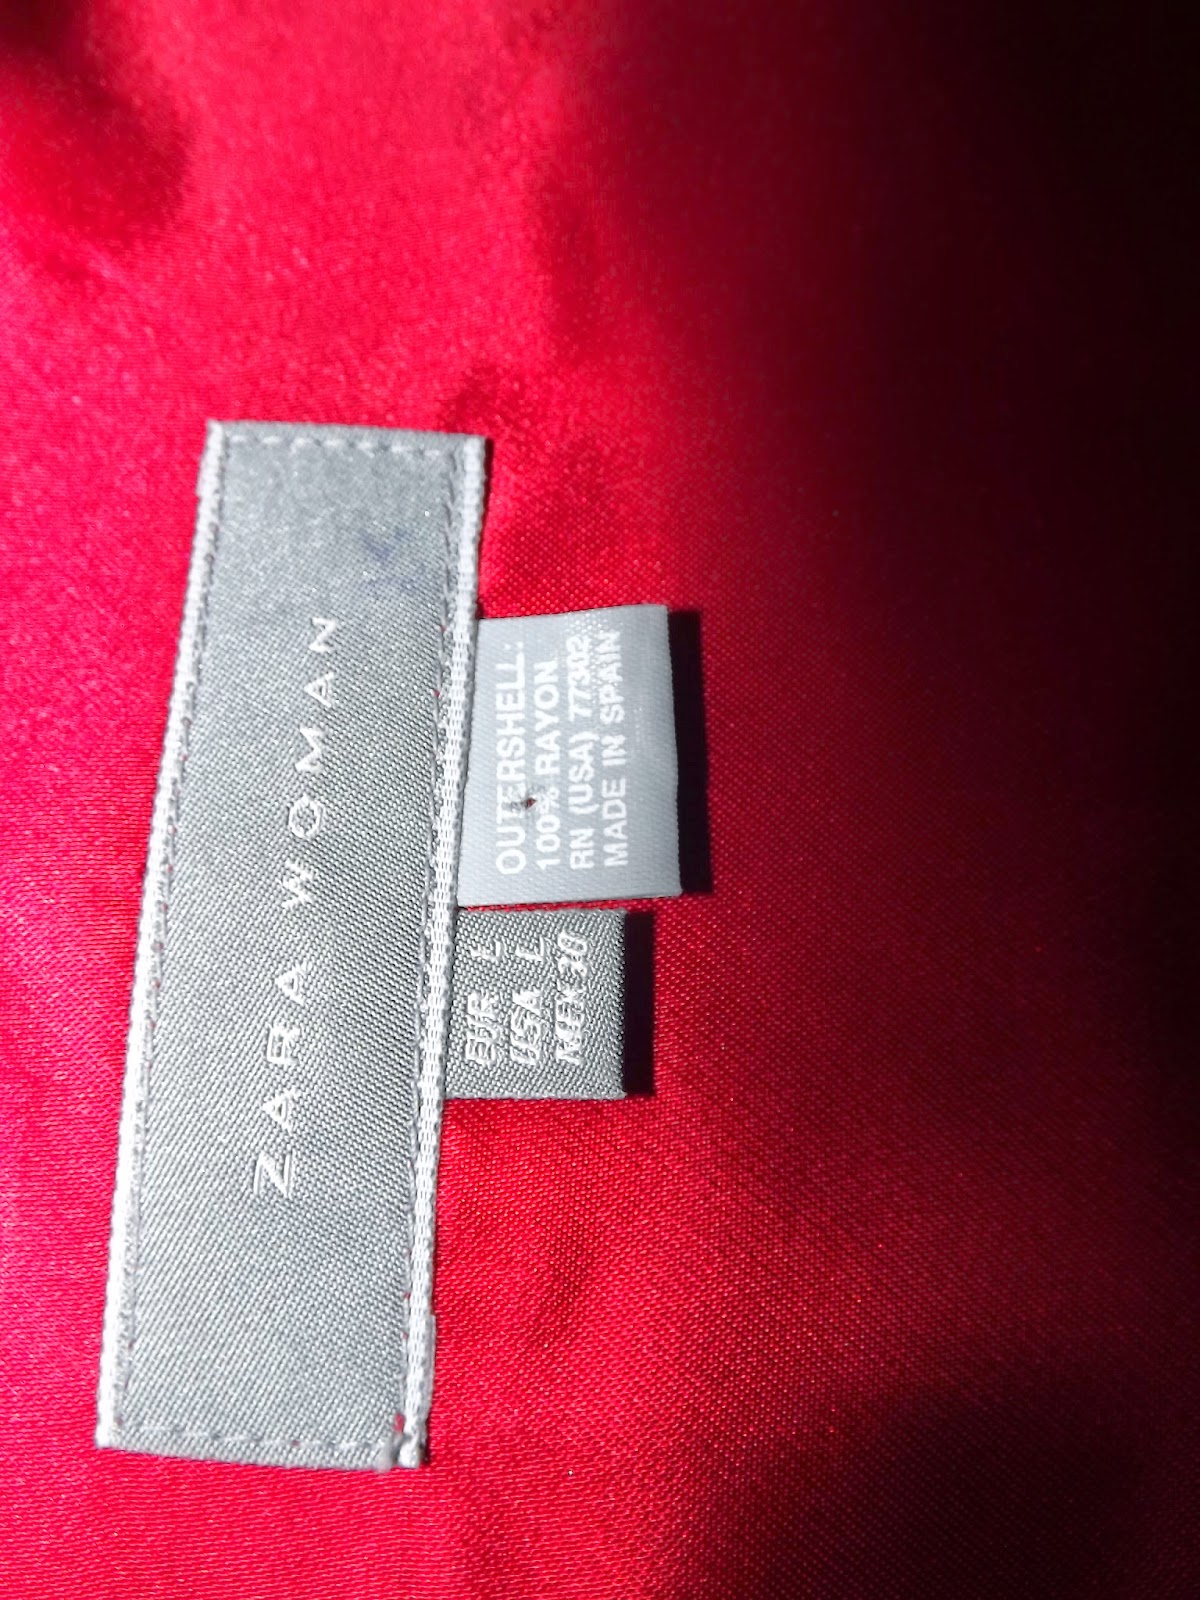 ZARA WOMAN
OUTERSHELL:
100% RAYON
RN (USA) 77302
MADE IN SPAIN
EUR L
USA L
MEX 30